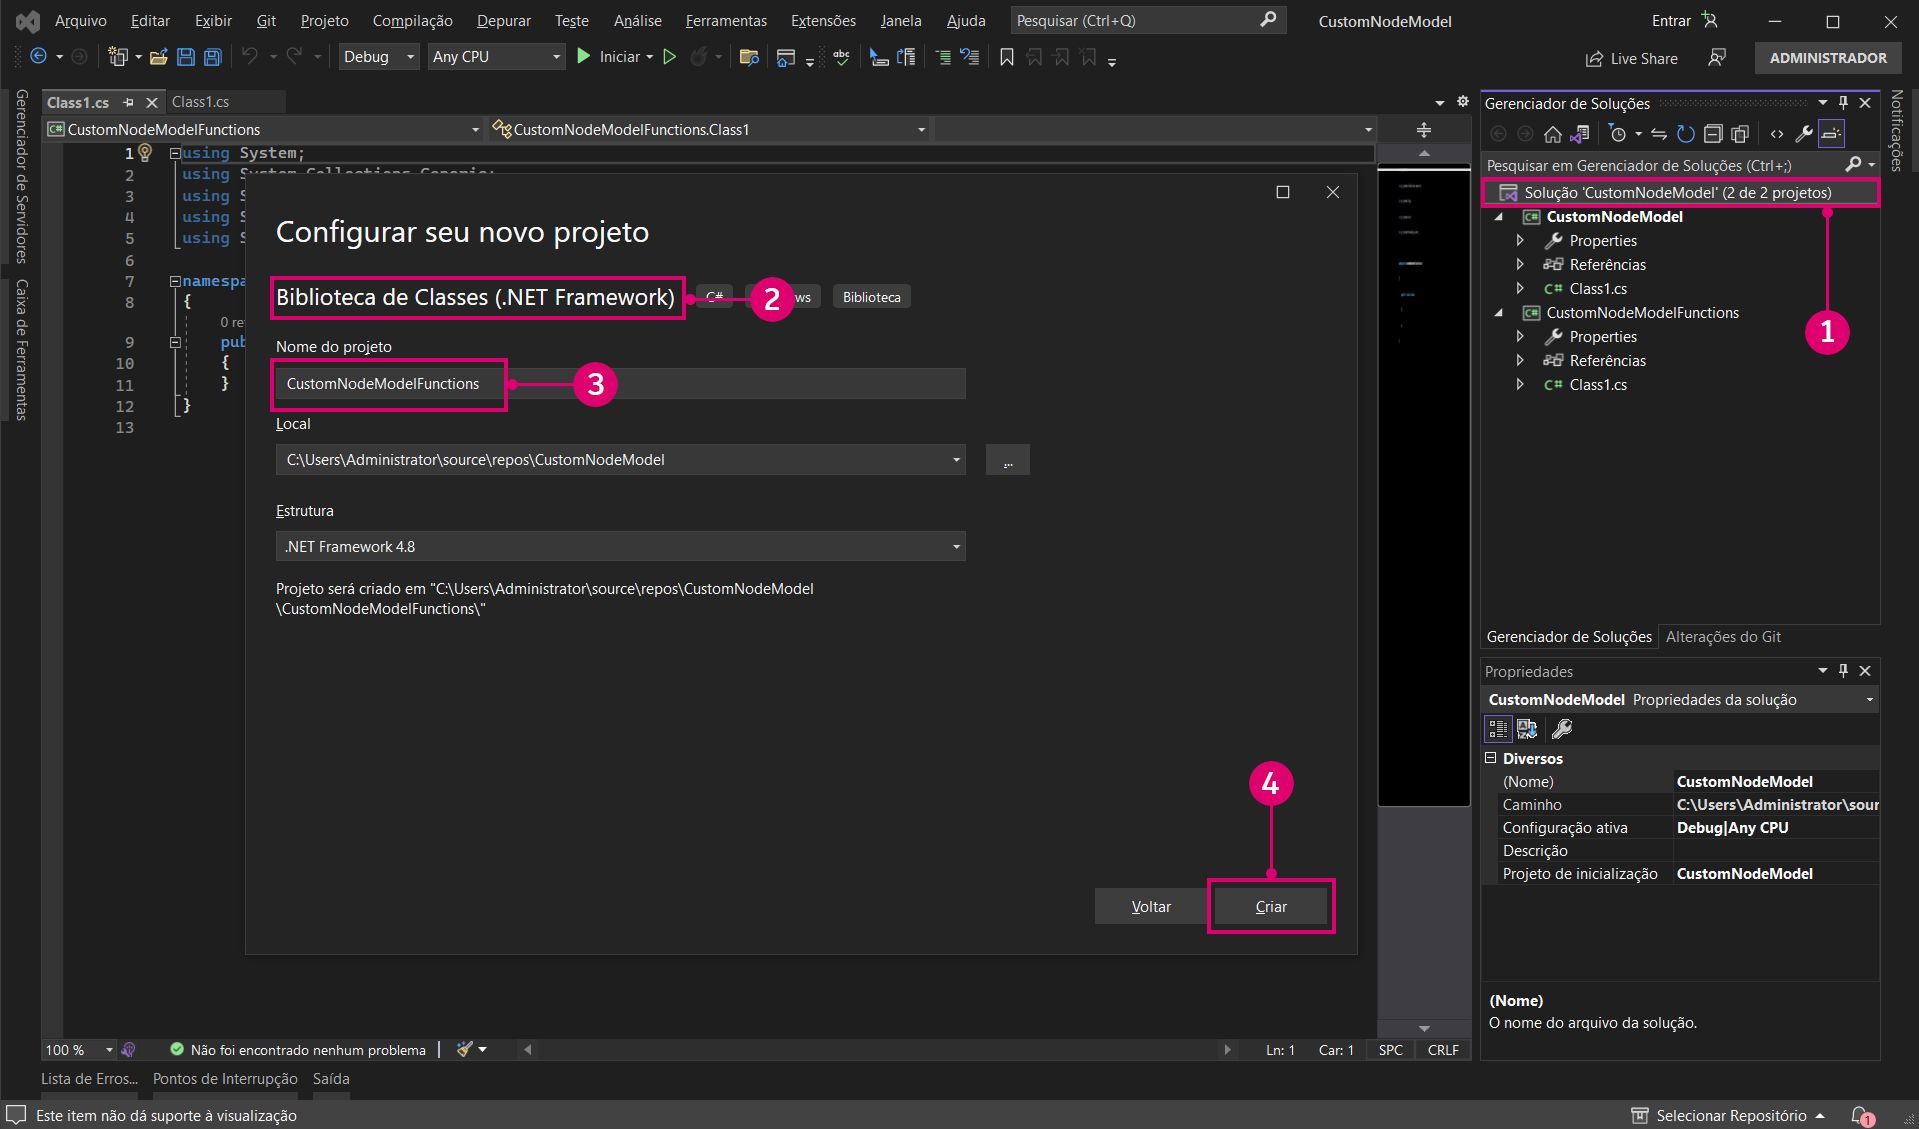 Arquivo Editar Exibir Git Projeto Compilação Depurar Teste Análise Ferramentas Extensões Janela Ajuda Pesquisar (Ctrl+Q) CustomNodeModel Entrar
Debug Any CPU Iniciar Live Share ADMINISTRADOR
Gerenciador de Servidores
Caixa de Ferramentas
Class1.cs Class1.cs
CustomNodeModelFunctions CustomNodeModelFunctions.Class1
1 using System;
2 using System.Collections.Generic;
3 using S
4 using S
5 using S
6
7 namespa
8 {
0 re
9 pub
10 {
11 }
12 }
13
Configurar seu novo projeto
Biblioteca de Classes (.NET Framework) 2 C# ws Biblioteca
Nome do projeto
CustomNodeModelFunctions 3
Local
C:\Users\Administrator\source\repos\CustomNodeModel ...
Estrutura
.NET Framework 4.8
Projeto será criado em "C:\Users\Administrator\source\repos\CustomNodeModel
\CustomNodeModelFunctions\"
4
Voltar Criar
100 % Não foi encontrado nenhum problema Ln: 1 Car: 1 SPC CRLF
Lista de Erros... Pontos de Interrupção Saída
Gerenciador de Soluções
Pesquisar em Gerenciador de Soluções (Ctrl+;)
Solução 'CustomNodeModel' (2 de 2 projetos)
1
CustomNodeModel
Properties
Referências
C# Class1.cs
CustomNodeModelFunctions
Properties
Referências
C# Class1.cs
Gerenciador de Soluções Alterações do Git
Notificações
Propriedades
CustomNodeModel Propriedades da solução
Diversos
(Nome) CustomNodeModel
Caminho C:\Users\Administrator\sour
Configuração ativa Debug|Any CPU
Descrição
Projeto de inicialização CustomNodeModel
(Nome)
O nome do arquivo da solução.
Este item não dá suporte à visualização Selecionar Repositório 1